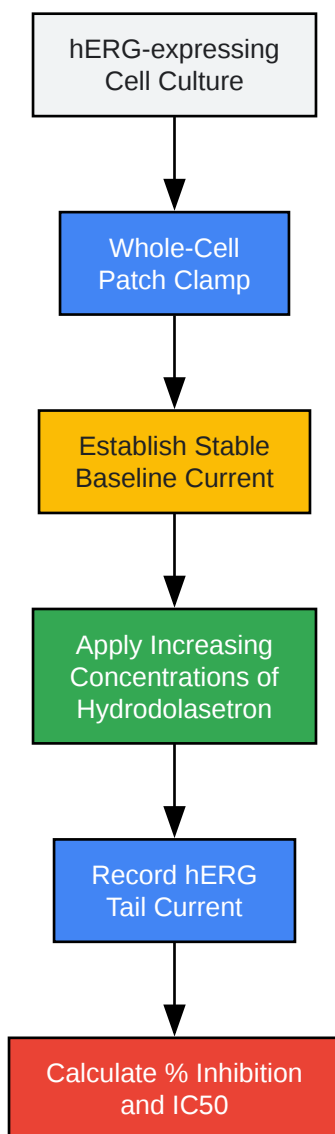 hERG-expressing
Cell Culture
Whole-Cell
Patch Clamp
Establish Stable
Baseline Current
Apply Increasing
Concentrations of
Hydrodolasetron
Record hERG
Tail Current
Calculate % Inhibition
and IC50